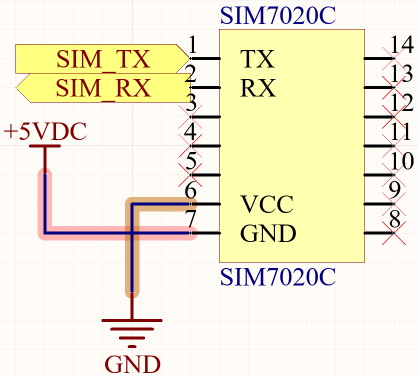 SIM7020C
SIM_TX 1 TX 14
SIM_RX 2 RX 13
3 12
+5VDC 4 11
5 10
6 VCC 9
7 GND 8
SIM7020C
GND